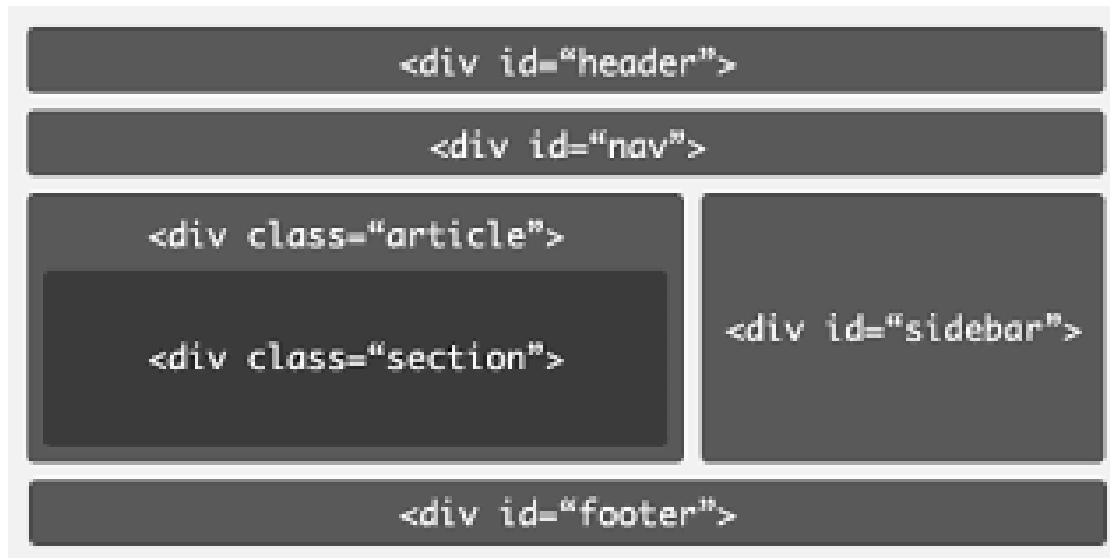 <div id=“header”>
<div id=“nav”>
<div class=“article”>
<div class=“section”>
<div id=“sidebar”>
<div id=“footer”>